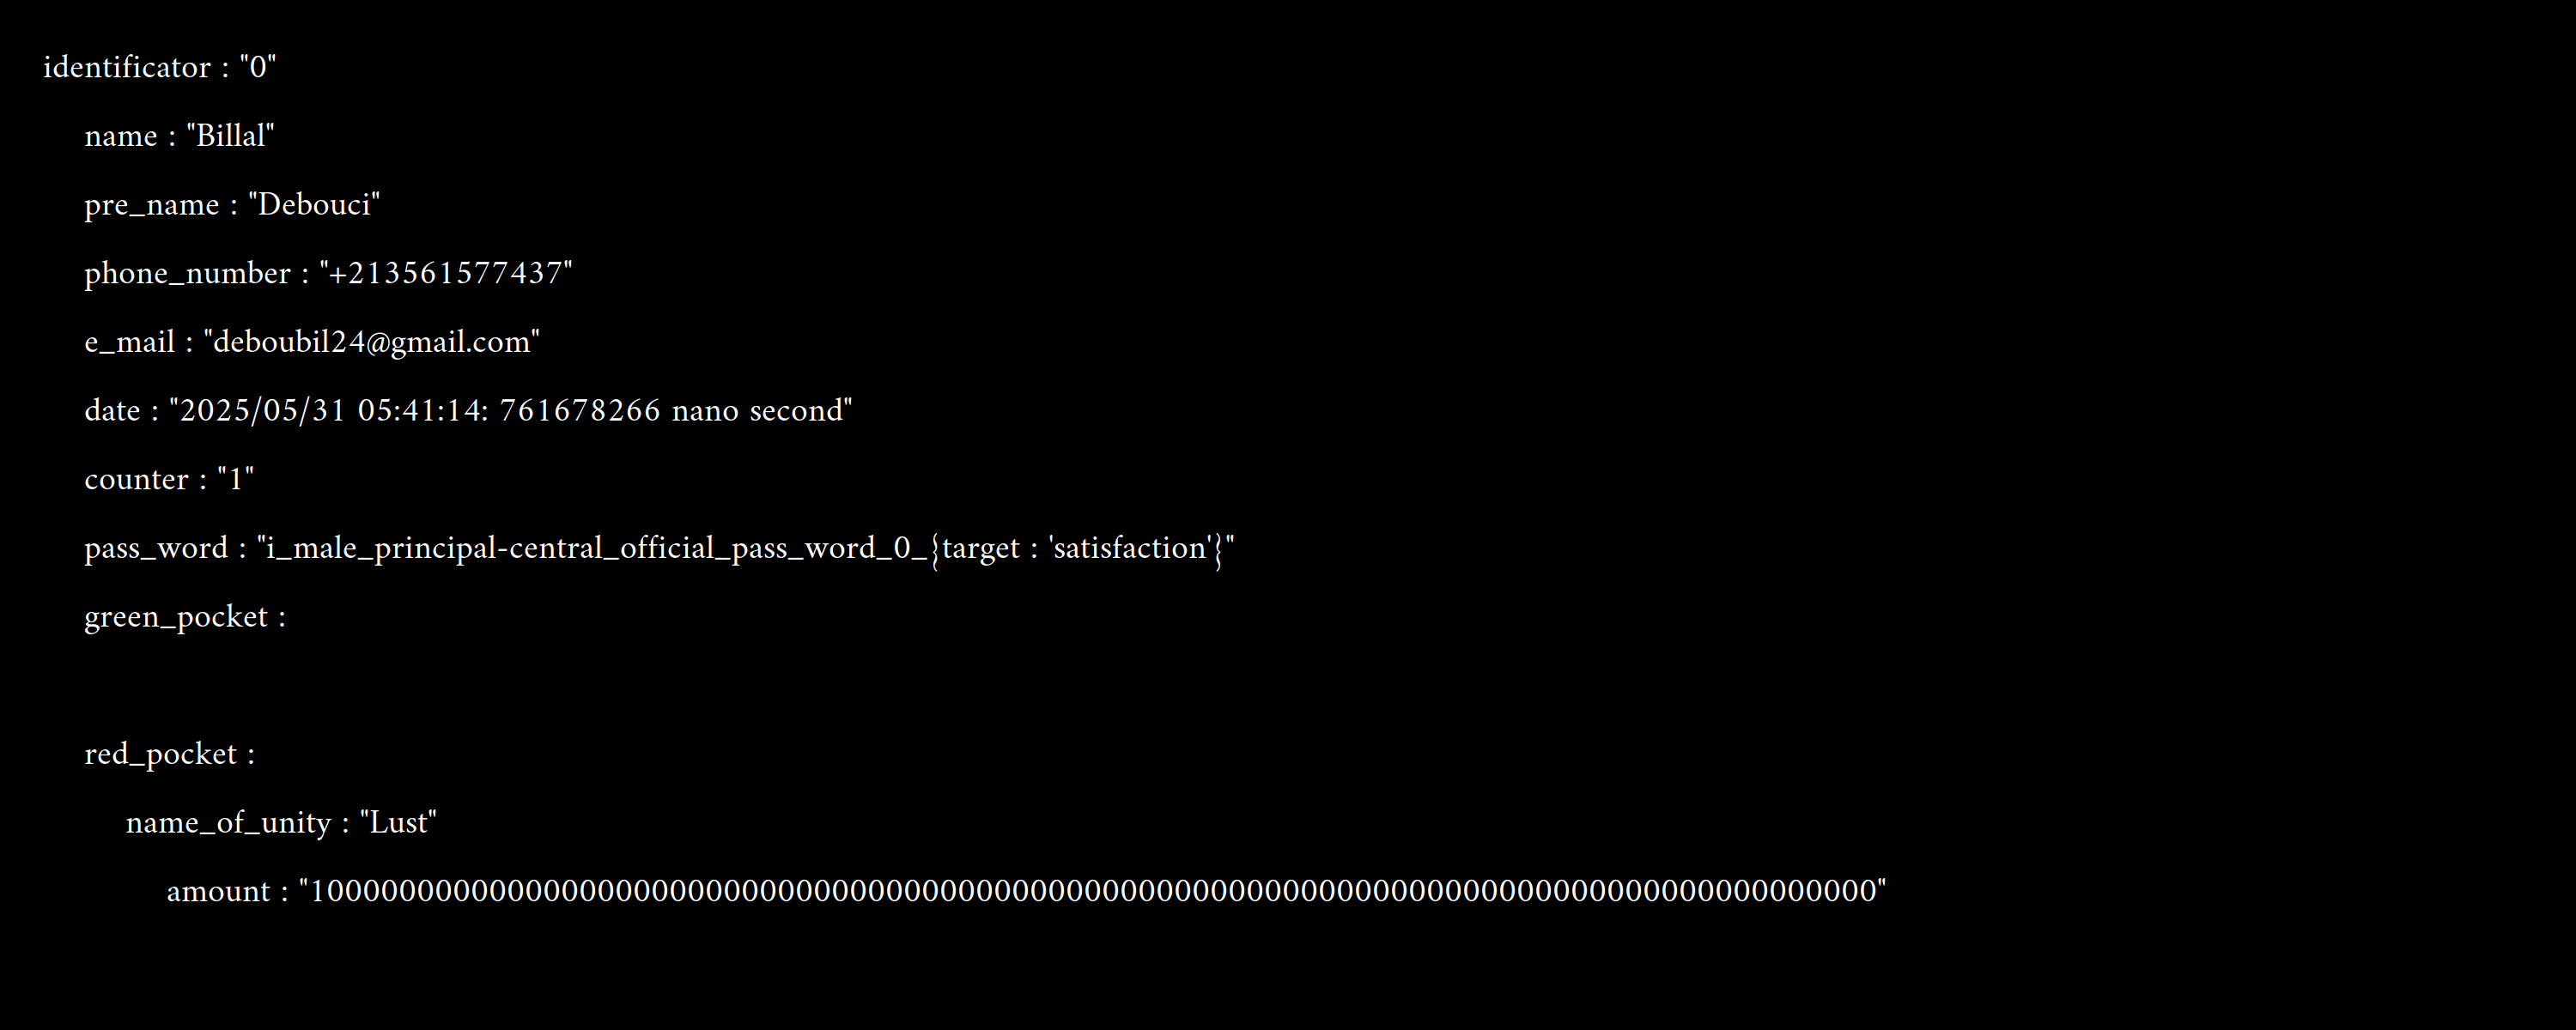 identificator : "0"
name : "Billal"
pre_name : "Debouci"
phone_number : "+213561577437"
e_mail : "deboubil24@gmail.com"
date : "2025/05/31 05:41:14: 761678266 nano second"
counter : "1"
pass_word : "i_male_principal-central_official_pass_word_0_{target : 'satisfaction'}"
green_pocket :
red_pocket :
name_of_unity : "Lust"
amount : "100000000000000000000000000000000000000000000000000000000000000000000000000000000000000"